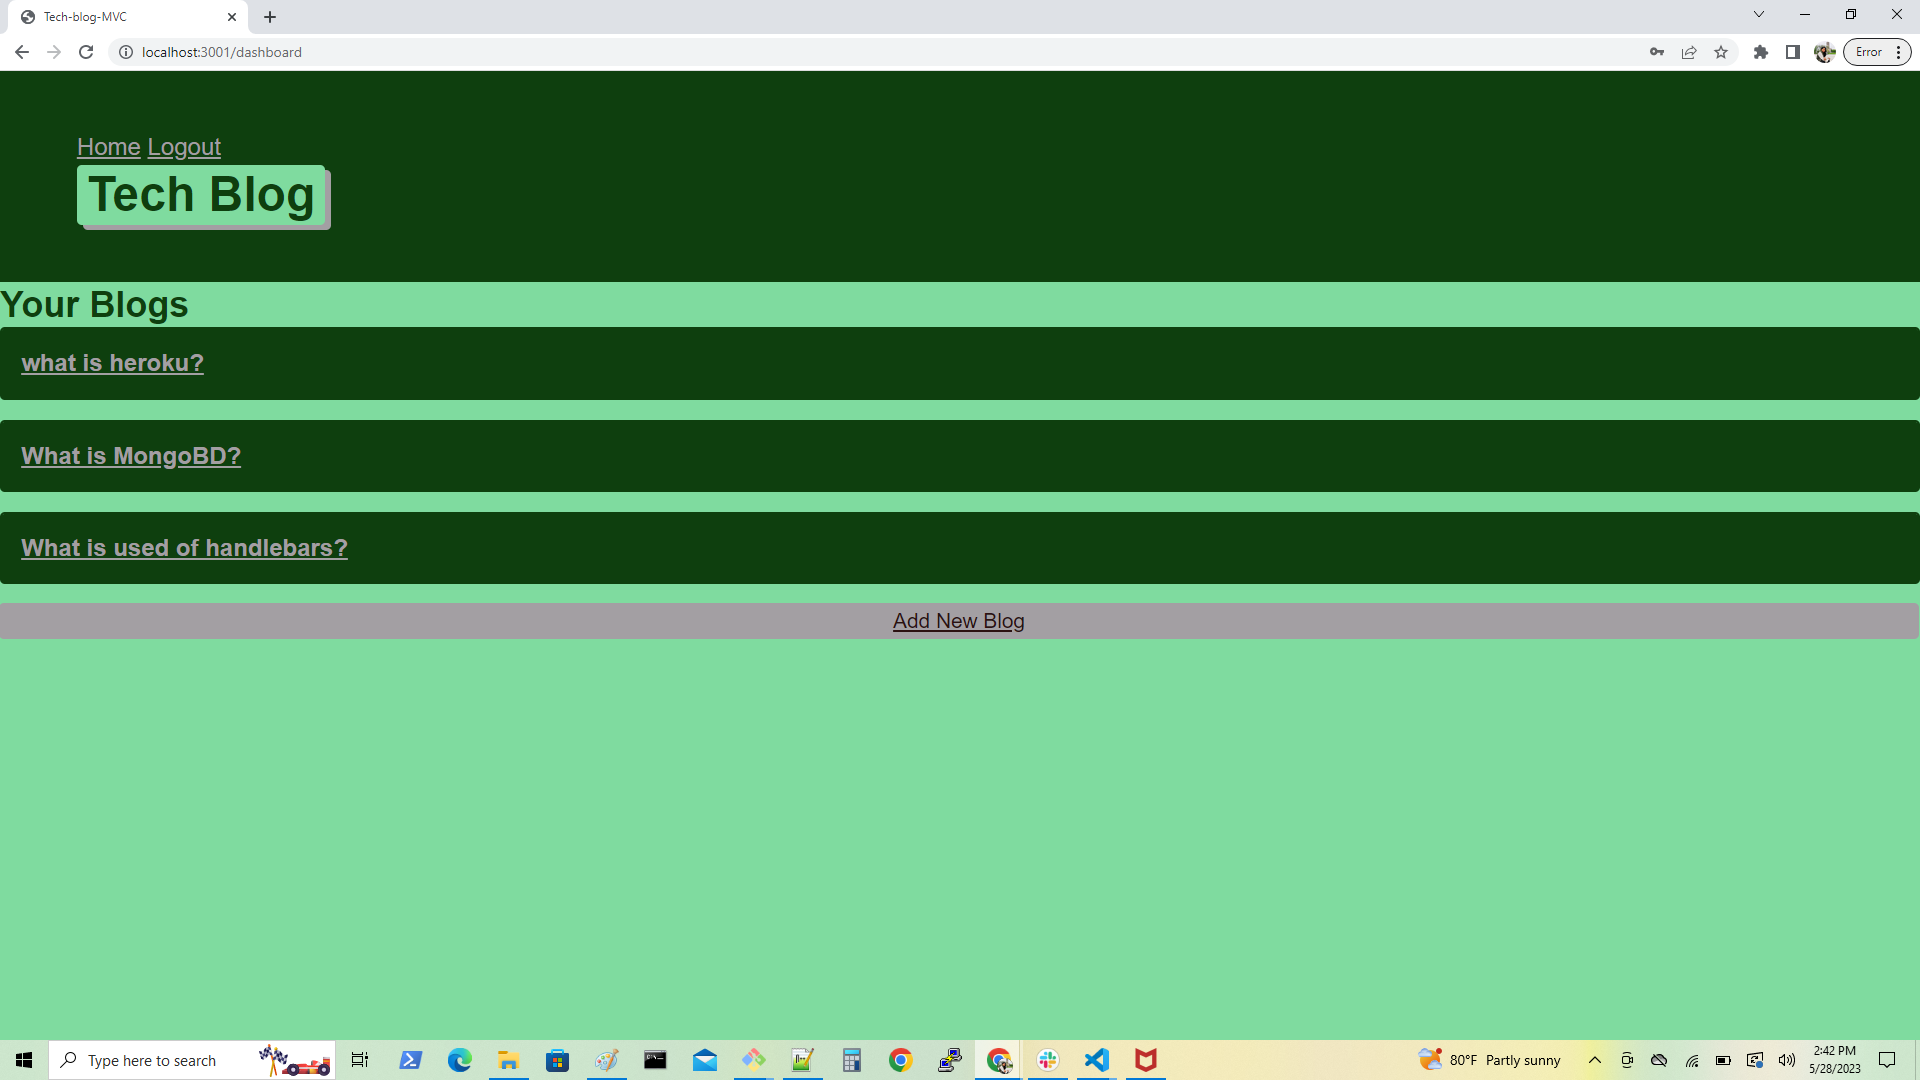 Tech-blog-MVC
localhost:3001/dashboard
Error
Home Logout
Tech Blog
Your Blogs
what is heroku?
What is MongoBD?
What is used of handlebars?
Add New Blog
Type here to search
80°F Partly sunny
2:42 PM
5/28/2023